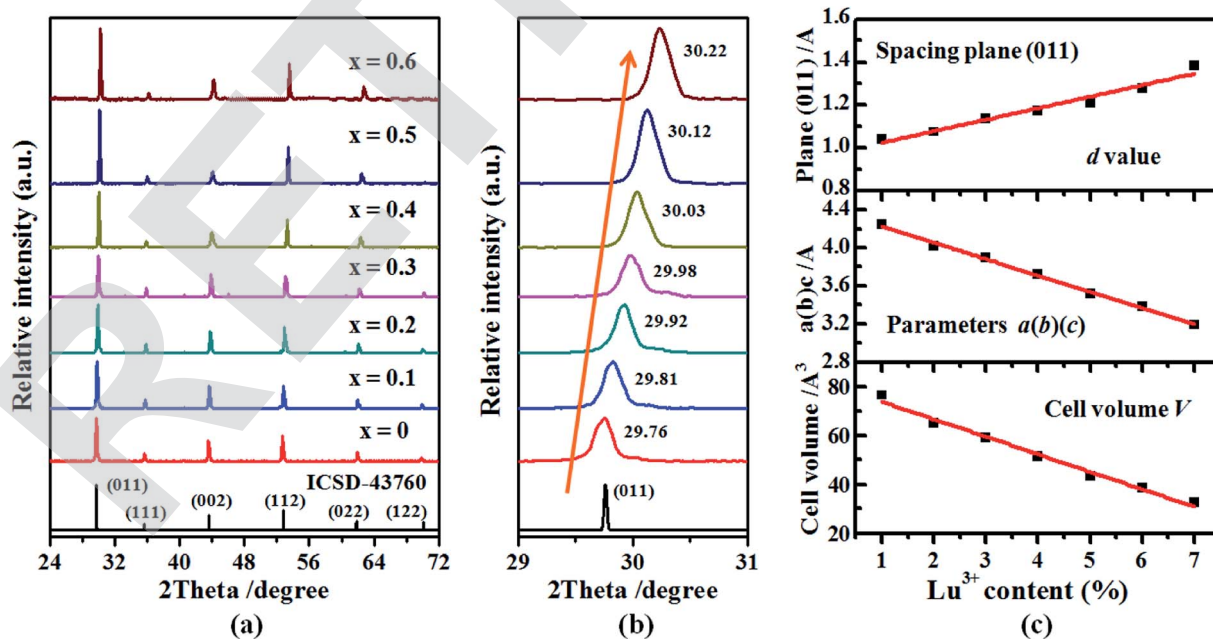 x = 0.6
x = 0.5
x = 0.4
x = 0.3
x = 0.2
x = 0.1
x = 0
ICSD-43760
(011)
(111)
(002)
(112)
(022)
(122)
24 32 40 48 56 64 72
2Theta /degree
Relative intensity (a.u.)
(a)
30.22
30.12
30.03
29.98
29.92
29.81
29.76
(011)
29 30 31
2Theta /degree
Relative intensity (a.u.)
(b)
Spacing plane (011)
d value
1.6
1.4
1.2
1.0
0.8
Plane (011) /A
Parameters a(b)(c)
4.4
4.0
3.6
3.2
2.8
a(b)c /A
Cell volume V
80
60
40
20
Cell volume /A³
1 2 3 4 5 6 7
Lu³⁺ content (%)
(c)
RET